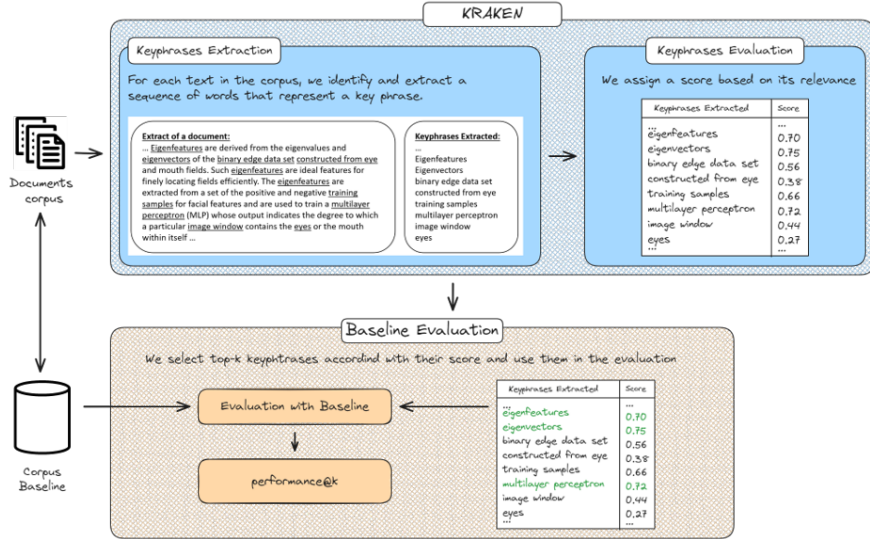 KRAKEN
Keyphrases Extraction
For each text in the corpus, we identify and extract a
sequence of words that represent a key phrase.
Extract of a document:
... Eigenfeatures are derived from the eigenvalues and
eigenvectors of the binary edge data set constructed from eye
and mouth fields. Such eigenfeatures are ideal features for
finely locating fields efficiently. The eigenfeatures are
extracted from a set of the positive and negative training
samples for facial features and are used to train a multilayer
perceptron (MLP) whose output indicates the degree to which
a particular image window contains the eyes or the mouth
within itself ...
Keyphrases Extracted:
...
Eigenfeatures
Eigenvectors
binary edge data set
constructed from eye
training samples
multilayer perceptron
image window
eyes
Keyphrases Evaluation
We assign a score based on its relevance
Keyphrases Extracted Score
... ...
eigenfeatures 0.70
eigenvectors 0.75
binary edge data set 0.56
constructed from eye 0.38
training samples 0.66
multilayer perceptron 0.72
image window 0.44
eyes 0.27
... ...
Documents
corpus
Baseline Evaluation
We select top-k keyphtrases accordind with their score and use them in the evaluation
Evaluation with Baseline
performance@k
Keyphrases Extracted Score
... ...
eigenfeatures 0.70
eigenvectors 0.75
binary edge data set 0.56
constructed from eye 0.38
training samples 0.66
multilayer perceptron 0.72
image window 0.44
eyes 0.27
... ...
Corpus
Baseline